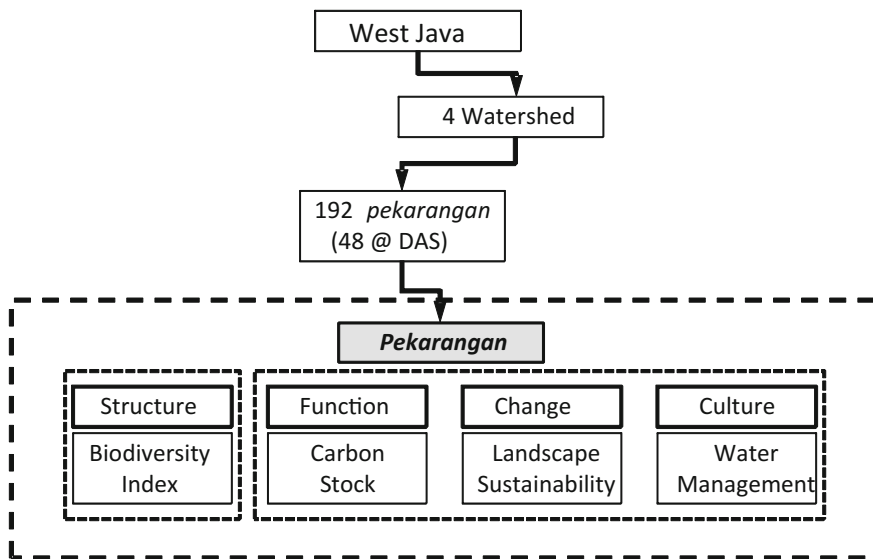 West Java
4 Watershed
192 pekarangan
(48 @ DAS)
Pekarangan
Structure
Function
Change
Culture
Biodiversity
Index
Carbon
Stock
Landscape
Sustainability
Water
Management